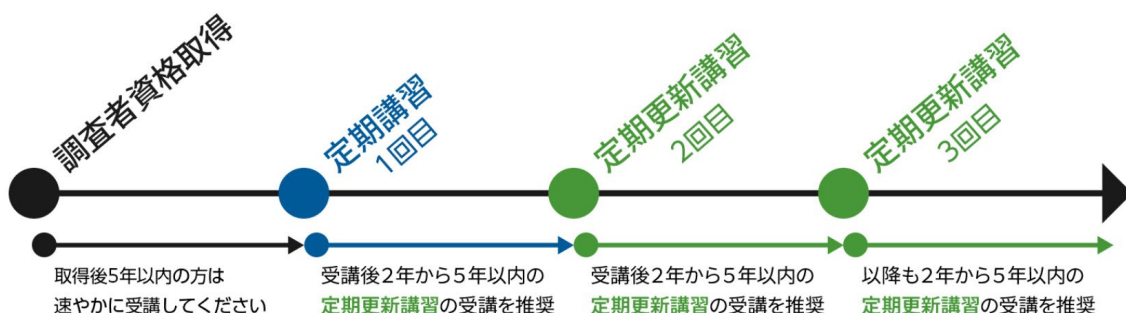 調査者資格取得
定期講習
1回目
定期更新講習
2回目
定期更新講習
3回目
取得後5年以内の方は
速やかに受講してください
受講後2年から5年以内の
定期更新講習の受講を推奨
受講後2年から5年以内の
定期更新講習の受講を推奨
以降も2年から5年以内の
定期更新講習の受講を推奨